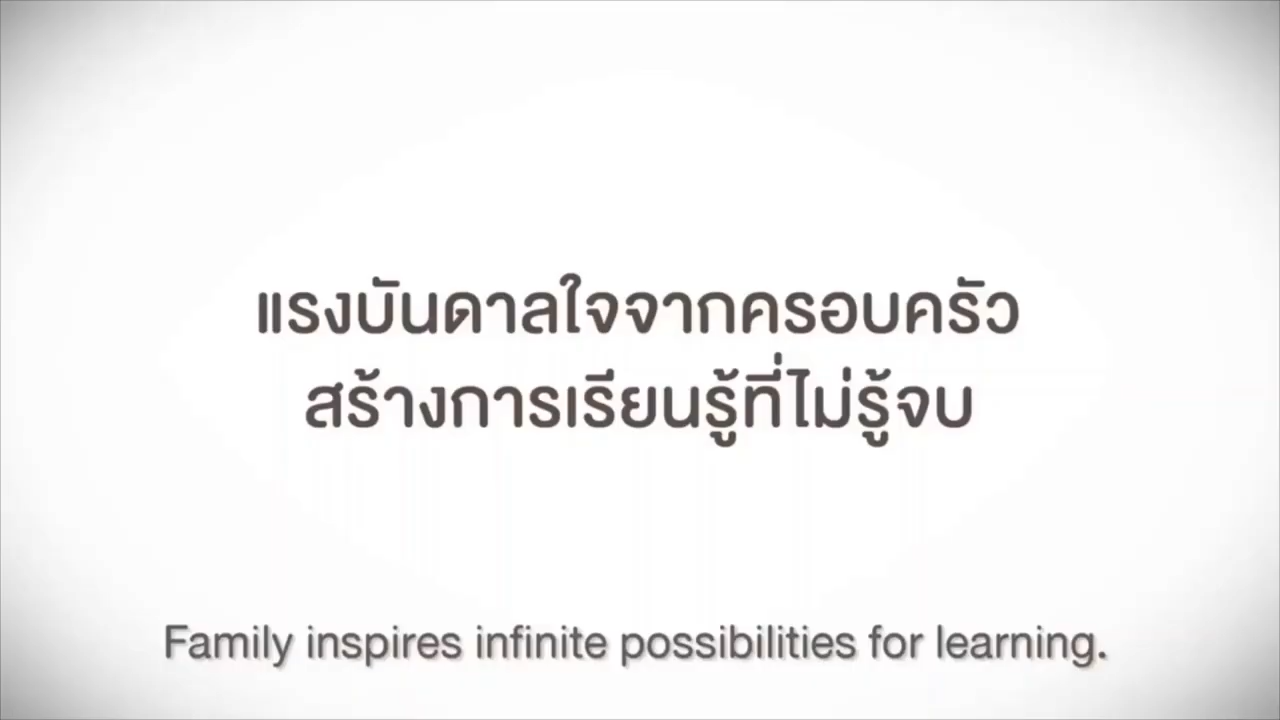 แรงบันดาลใจจากครอบครัว
สร้างการเรียนรู้ที่ไม่รู้จบ
Family inspires infinite possibilities for learning.